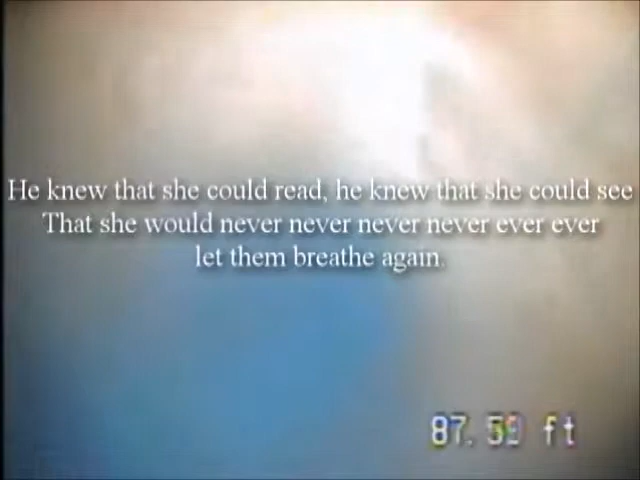 He knew that she could read, he knew that she could see
That she would never never never never ever ever
let them breathe again.
87.59 ft